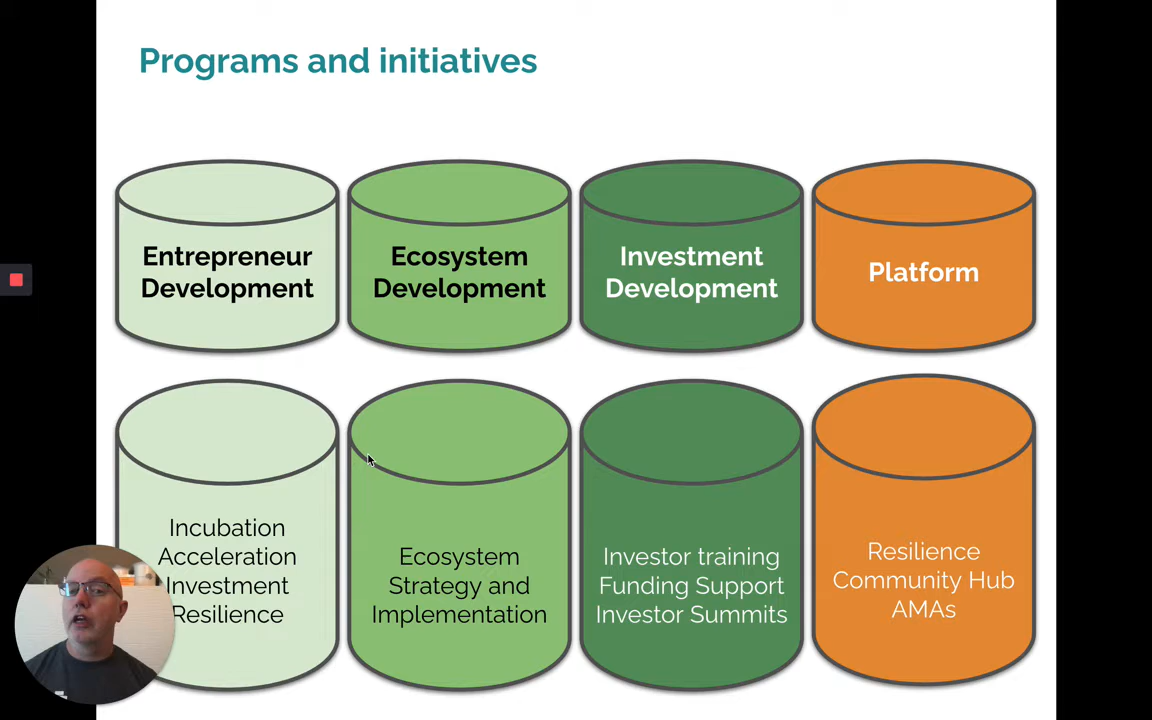 Programs and initiatives
Entrepreneur
Development
Ecosystem
Development
Investment
Development
Platform
Incubation
Acceleration
Investment
Resilience
Ecosystem
Strategy and
Implementation
Investor training
Funding Support
Investor Summits
Resilience
Community Hub
AMAs